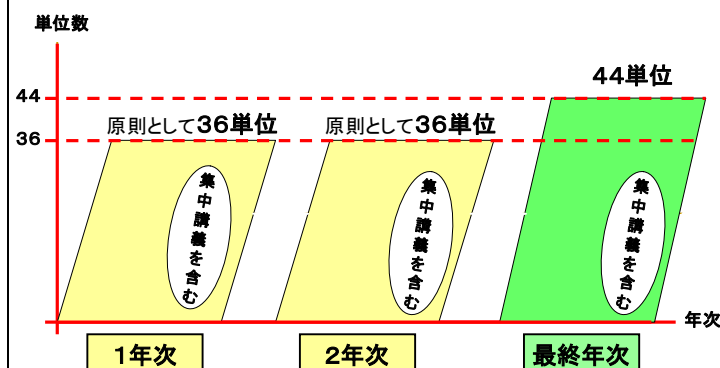 単位数
44単位
44
原則として36単位
原則として36単位
36
集中講義を含む
集中講義を含む
集中講義を含む
年次
1年次
2年次
最終年次